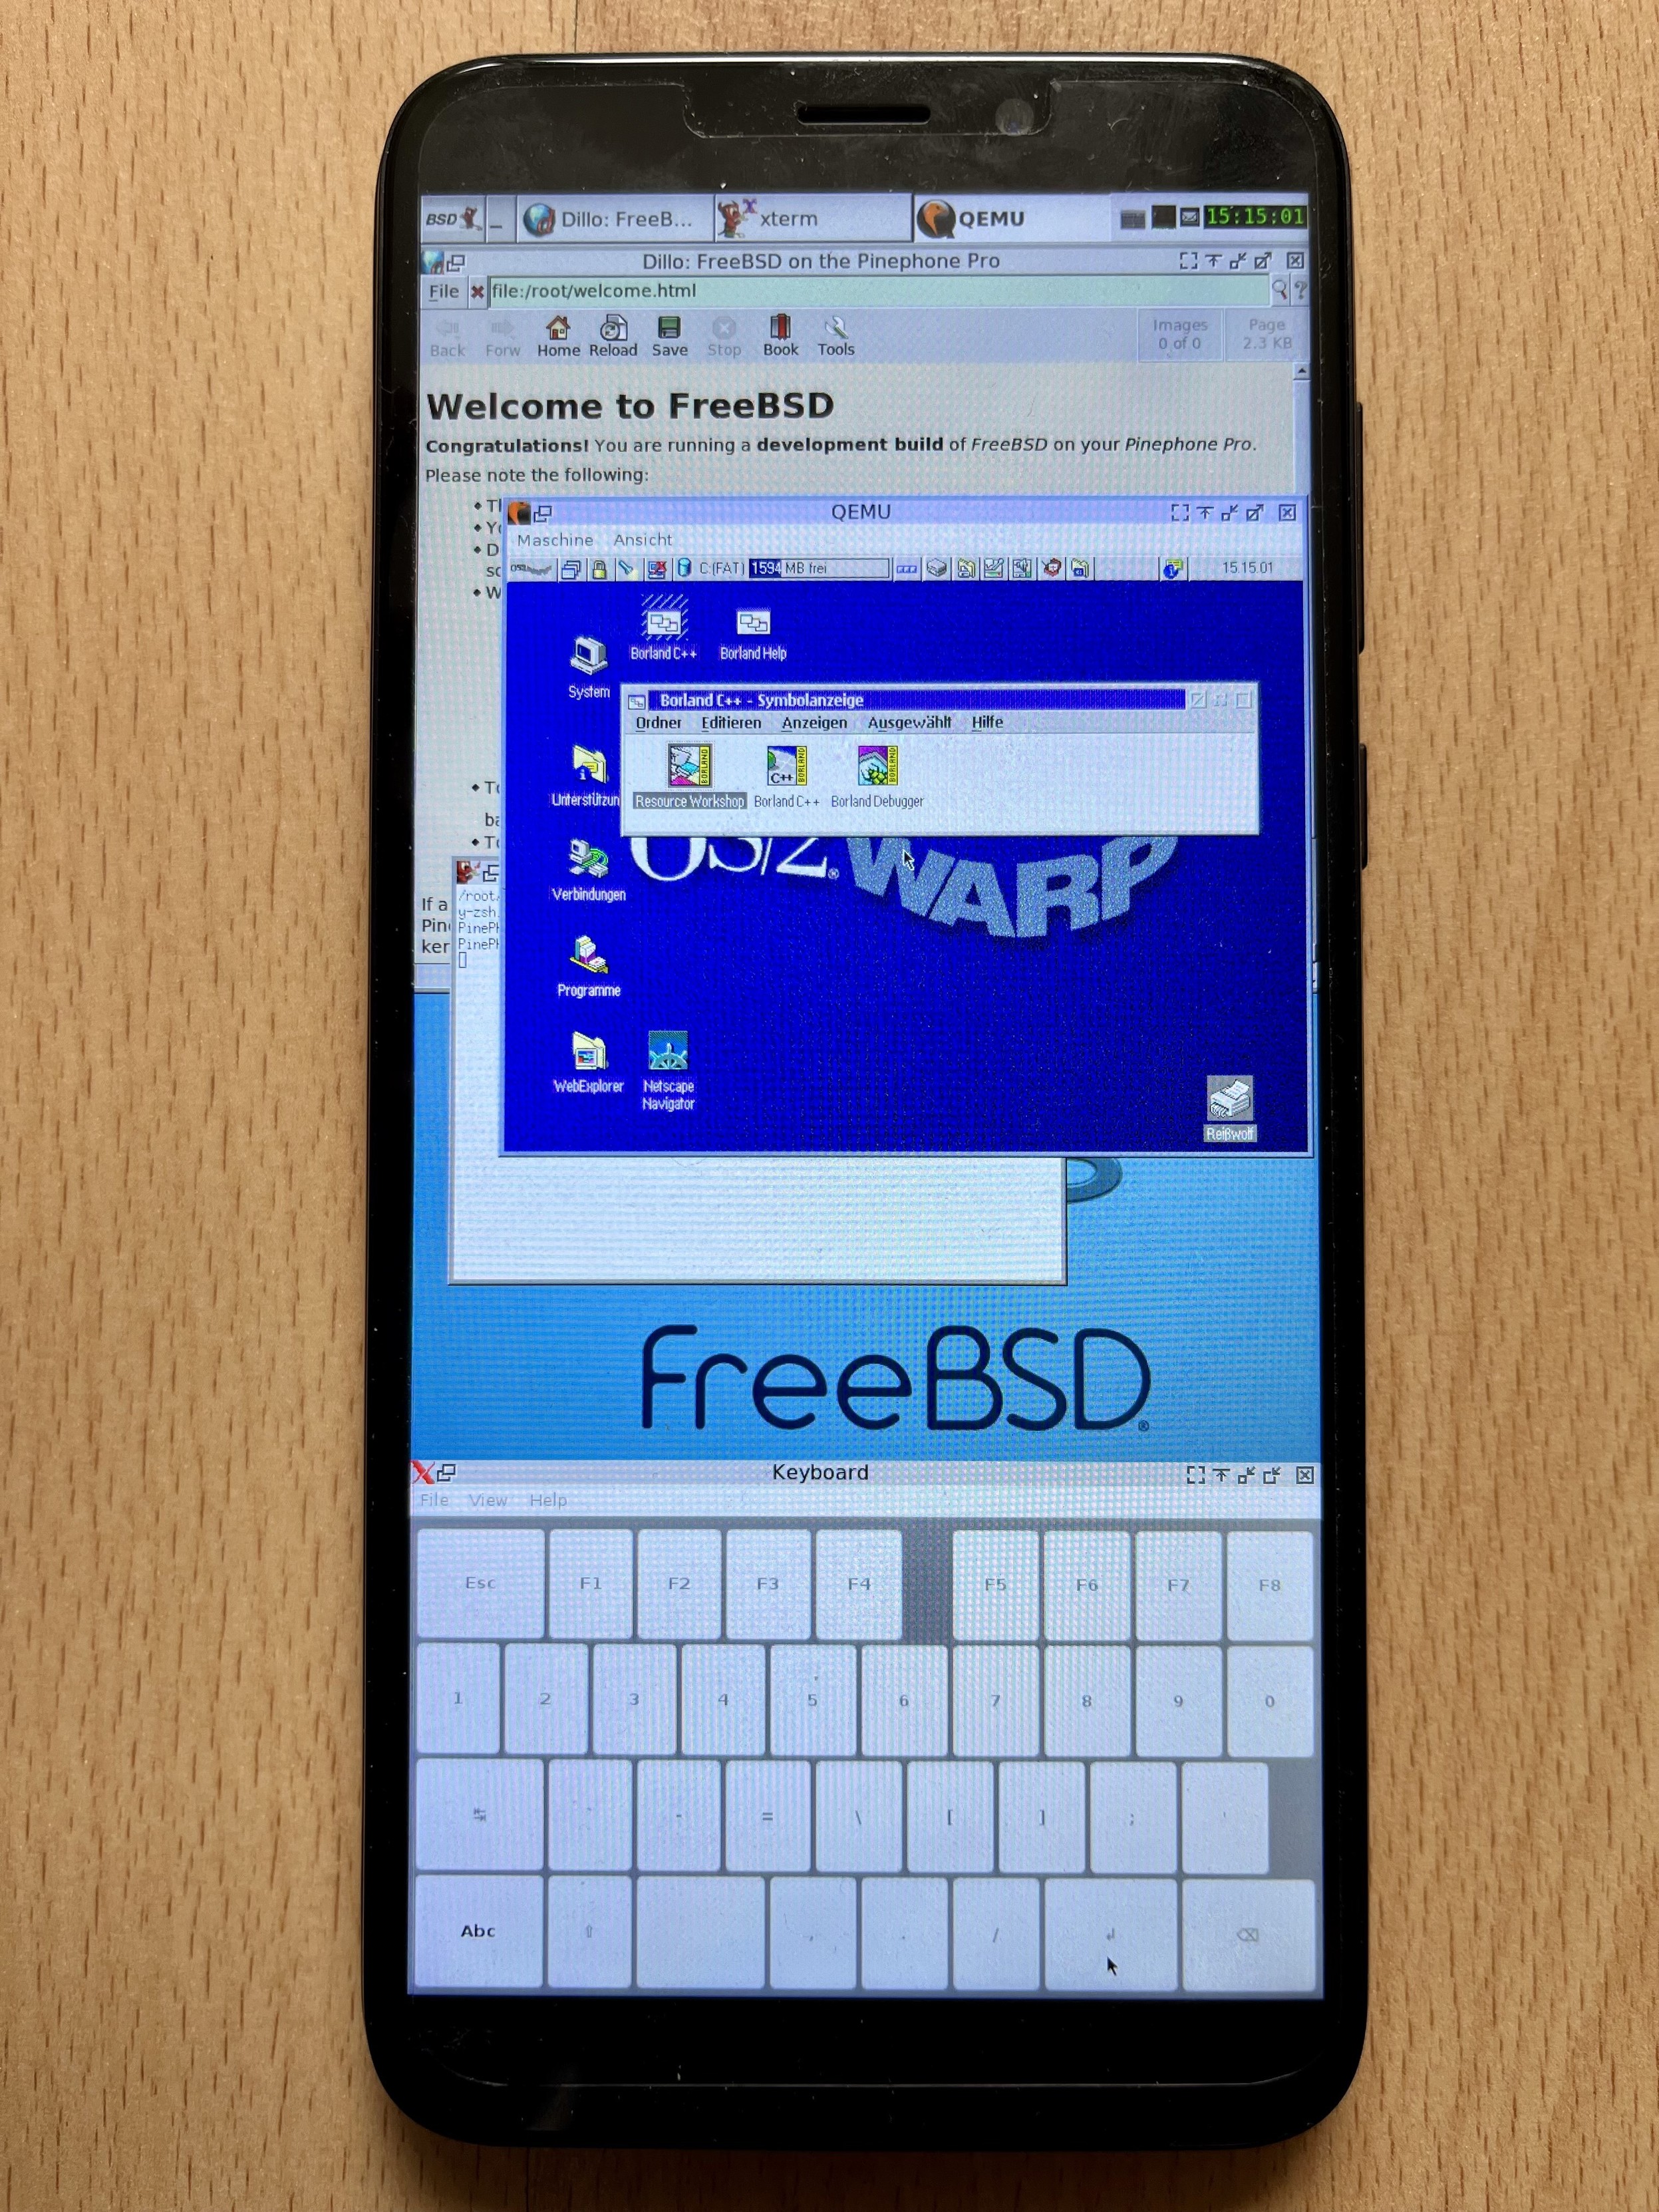 BSD _ Dillo: FreeB... xterm QEMU 15:15:01
Dillo: FreeBSD on the Pinephone Pro
File file:/root/welcome.html ?
Back Forw Home Reload Save Stop Book Tools Images 0 of 0 Page 2.3 KB
Welcome to FreeBSD
Congratulations! You are running a development build of FreeBSD on your Pinephone Pro.
Please note the following:
QEMU
Maschine Ansicht
C:(FAT) 1594 MB frei 15:15:01
Borland C++ Borland Help
System
Borland C++ - Symbolanzeige
Ordner Editieren Anzeigen Ausgewählt Hilfe
BORLAND C++ BORLAND BORLAND
Resource Workshop Borland C++ Borland Debugger
Unterstützun
OS/2® WARP
Verbindungen
Programme
WebExplorer Netscape Navigator
Reißwolf
If a
Pin
ker
/root
y-zsh
PinePh
PinePh
FreeBSD®
Keyboard
File View Help
Esc F1 F2 F3 F4 F5 F6 F7 F8
1 2 3 4 5 6 7 8 9 0
` - = \ [ ] ; '
Abc ⇧ , . / ↲ ⌫